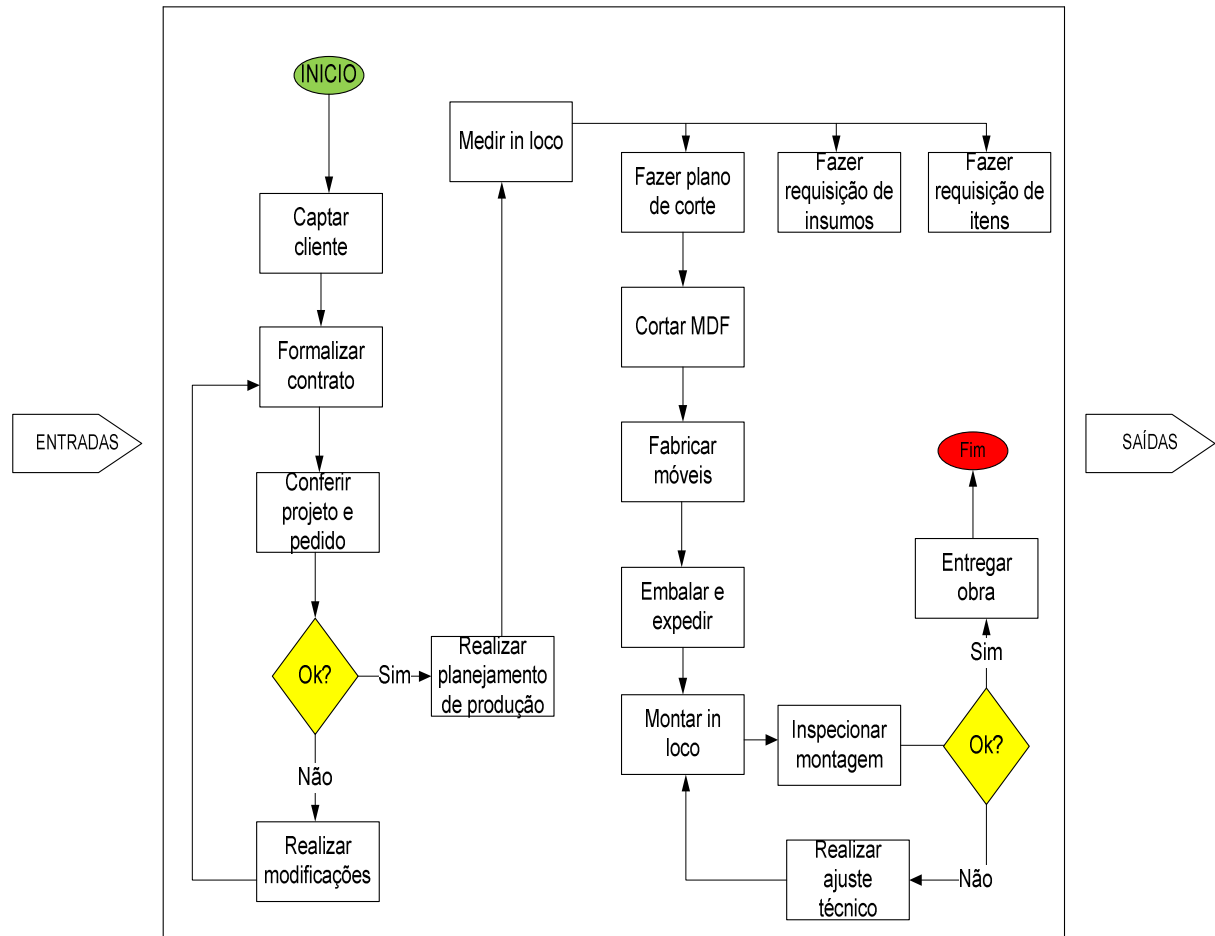 INICIO
Captar
cliente
Formalizar
contrato
Conferir
projeto e
pedido
Ok?
Sim
Não
Realizar
modificações
Realizar
planejamento
de produção
Medir in loco
Fazer plano
de corte
Fazer
requisição de
insumos
Fazer
requisição de
itens
Cortar MDF
Fabricar
móveis
Embalar e
expedir
Montar in
loco
Inspecionar
montagem
Ok?
Sim
Não
Realizar
ajuste
técnico
Entregar
obra
Fim
ENTRADAS
SAÍDAS